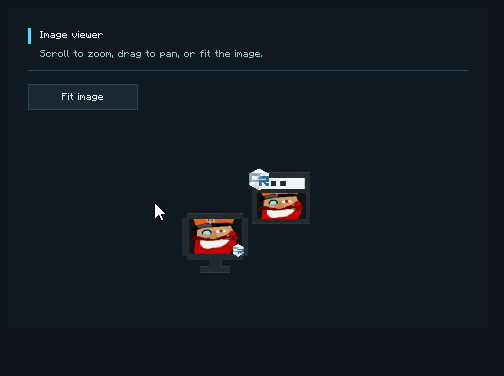 Image viewer
Scroll to zoom, drag to pan, or fit the image.
Fit image